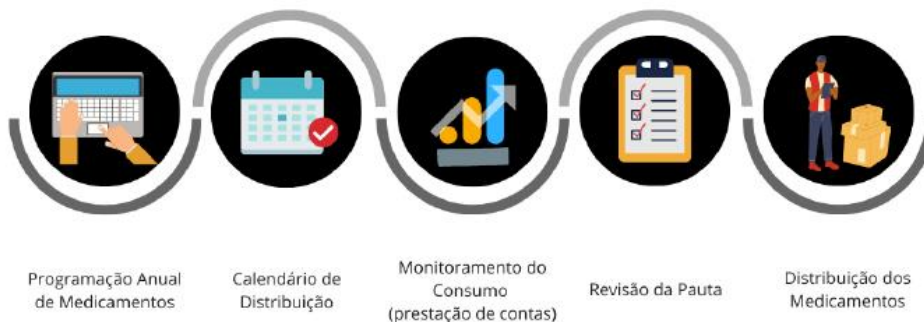 Programação Anual
de Medicamentos
Calendário de
Distribuição
Monitoramento do
Consumo
(prestação de contas)
Revisão da Pauta
Distribuição dos
Medicamentos